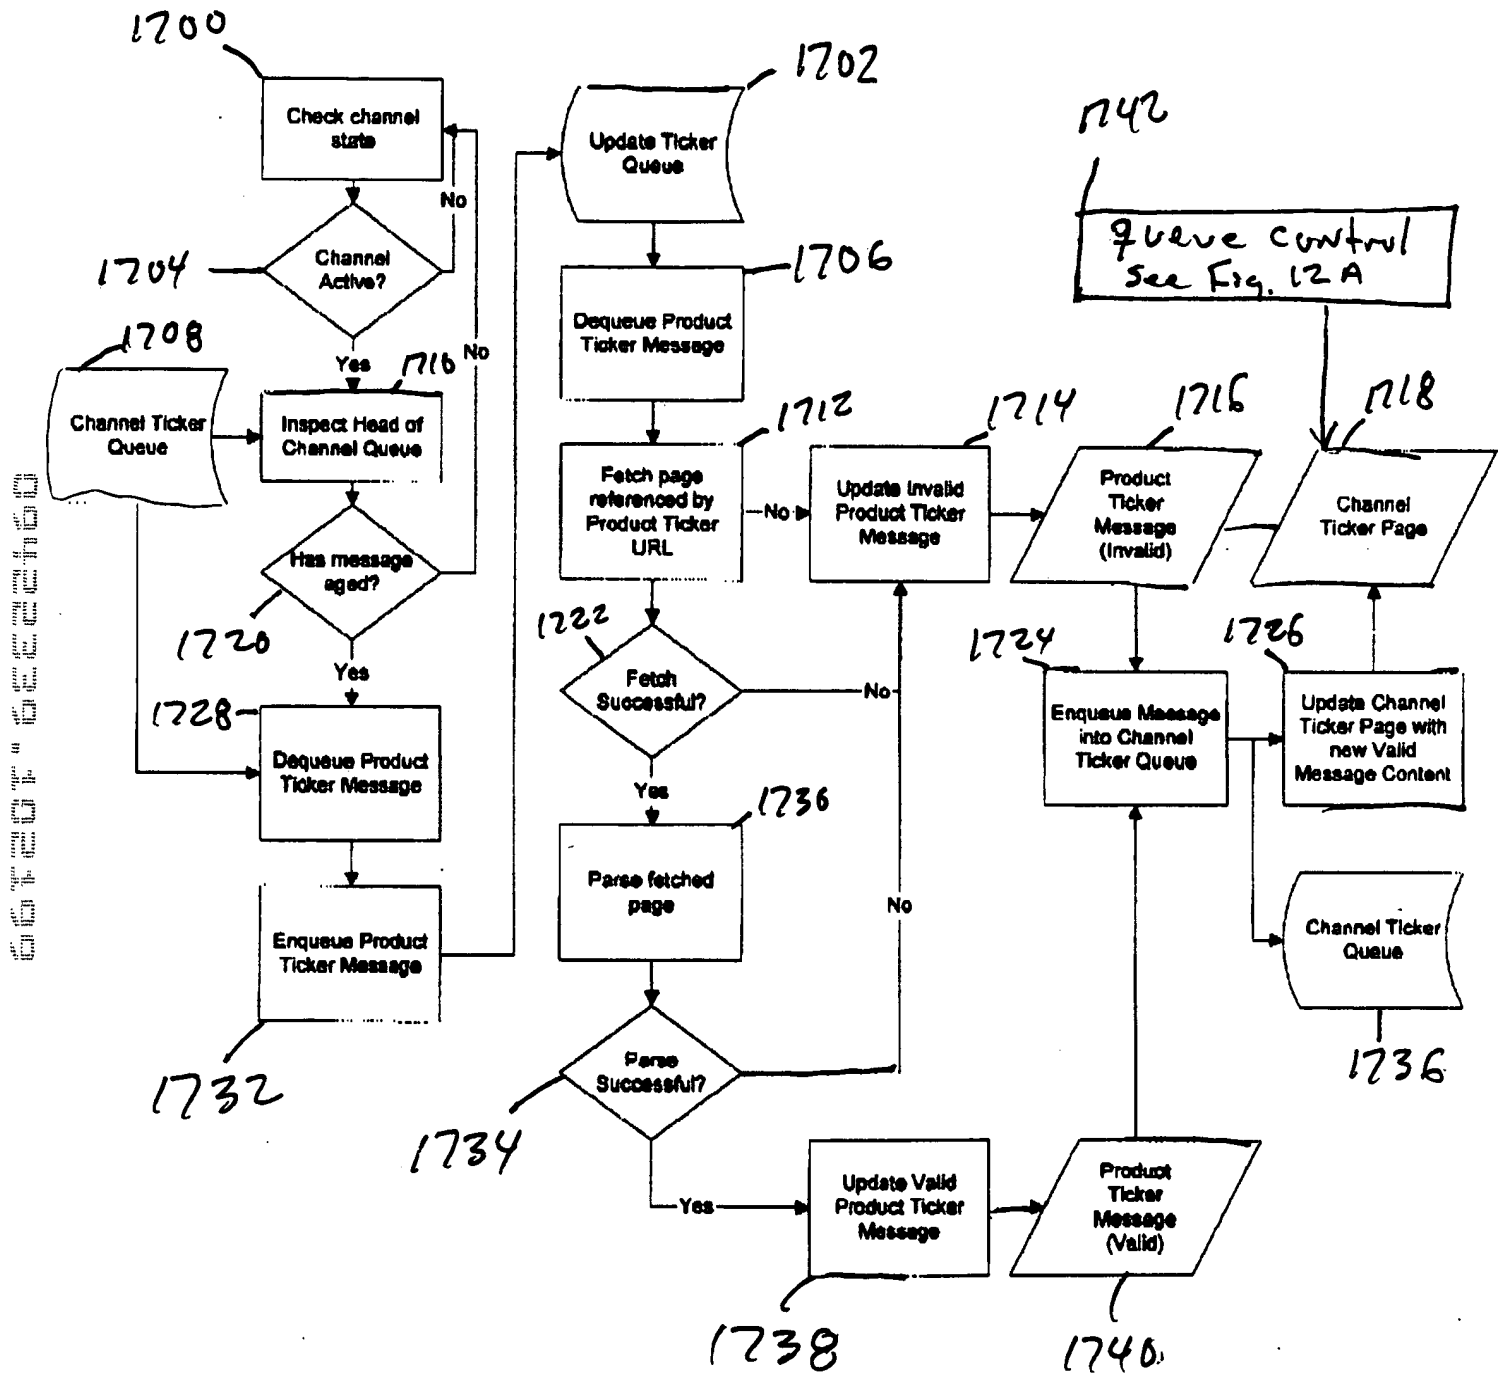 1700
Check channel
state
No
1704
Channel
Active?
Yes
No
1708
Channel Ticker
Queue
1710
Inspect Head of
Channel Queue
Has message
aged?
1720
Yes
1728
Dequeue Product
Ticker Message
Enqueue Product
Ticker Message
1732
1702
Update Ticker
Queue
1706
Dequeue Product
Ticker Message
1712
Fetch page
referenced by
Product Ticker
URL
No
1222
Fetch
Successful?
No
Yes
1730
Parse fetched
page
No
Parse
Successful?
1734
Yes
1714
Update Invalid
Product Ticker
Message
1716
Product
Ticker
Message
(Invalid)
1742
Queue control
See Fig. 12A
1718
Channel
Ticker Page
1724
Enqueue Message
into Channel
Ticker Queue
1726
Update Channel
Ticker Page with
new Valid
Message Content
Channel Ticker
Queue
1736
Update Valid
Product Ticker
Message
1738
Product
Ticker
Message
(Valid)
1740